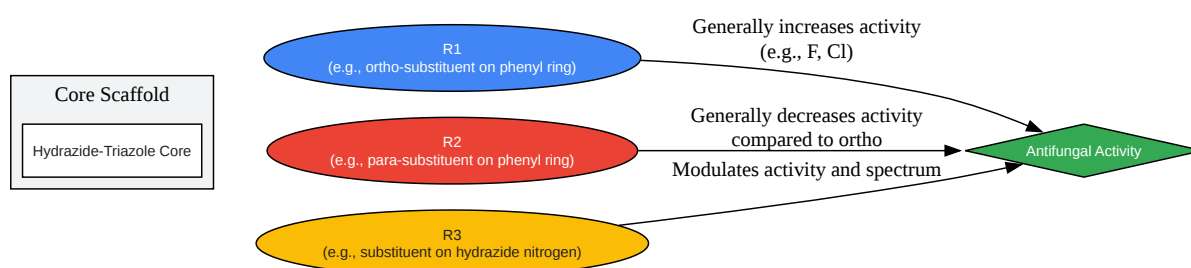 Core Scaffold
Hydrazide-Triazole Core
R1
(e.g., ortho-substituent on phenyl ring)
R2
(e.g., para-substituent on phenyl ring)
R3
(e.g., substituent on hydrazide nitrogen)
Generally increases activity
(e.g., F, Cl)
Generally decreases activity
compared to ortho
Modulates activity and spectrum
Antifungal Activity